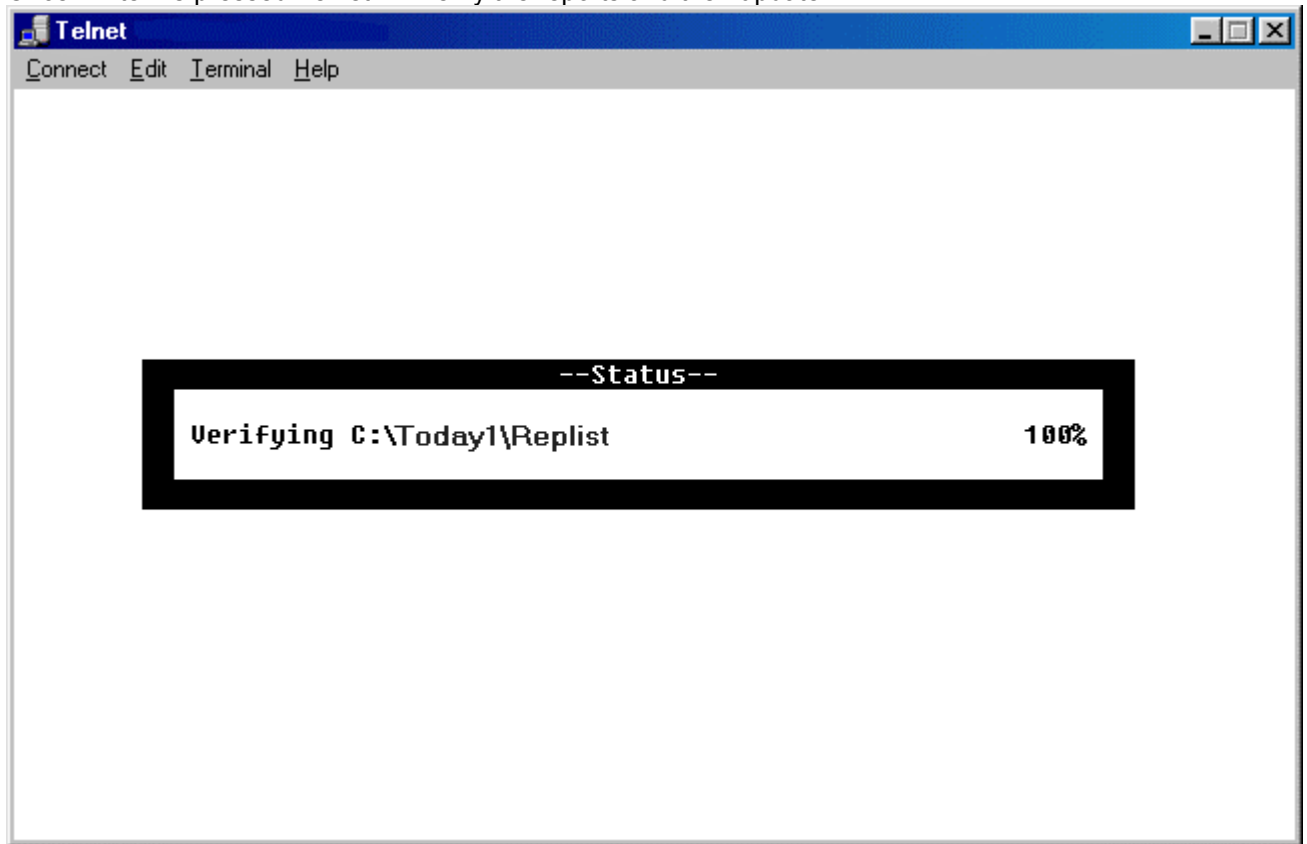 Telnet
Connect Edit Terminal Help
--Status--
Verifying C:\Today1\Replist 100%